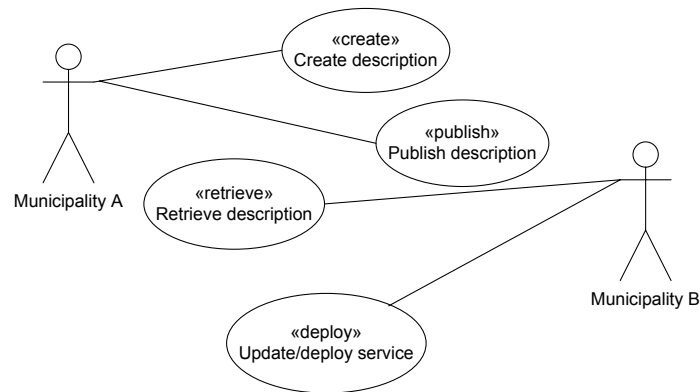 «create»
Create description
«publish»
Publish description
Municipality A
«retrieve»
Retrieve description
Municipality B
«deploy»
Update/deploy service